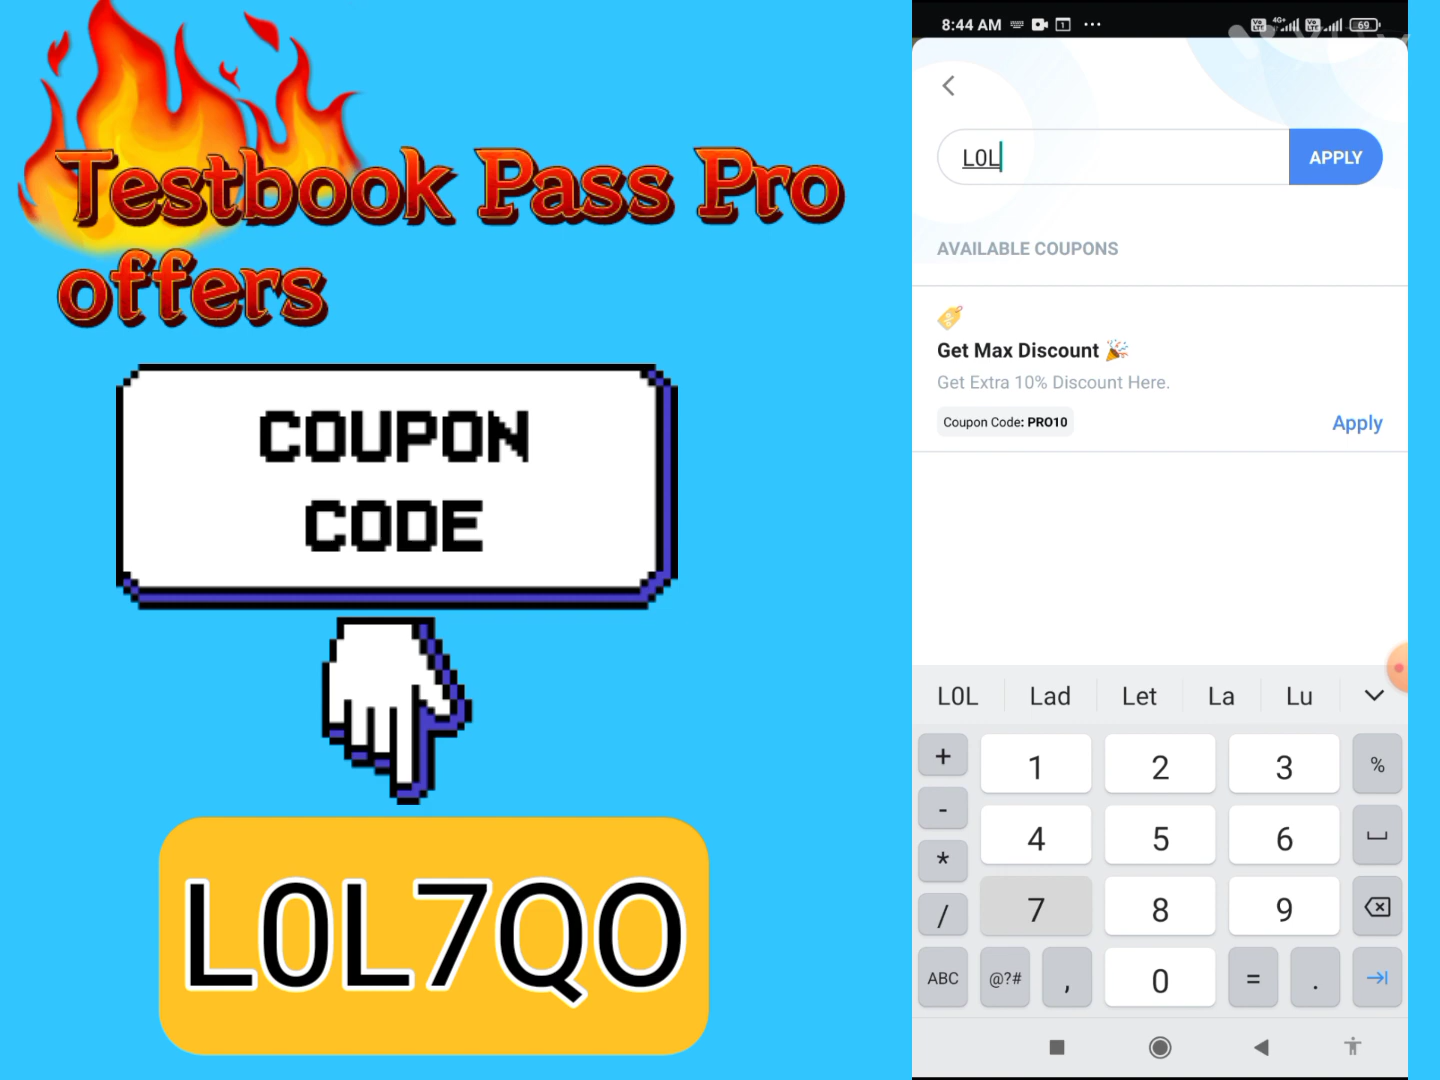 Testbook Pass Pro
offers
COUPON
CODE
L0L7QO
8:44 AM
4G+
69
L0L
APPLY
AVAILABLE COUPONS
Get Max Discount 🎉
Get Extra 10% Discount Here.
Coupon Code: PRO10
Apply
L0L Lad Let La Lu
+ 1 2 3 %
- 4 5 6
*
/ 7 8 9
ABC @?# , 0 = .